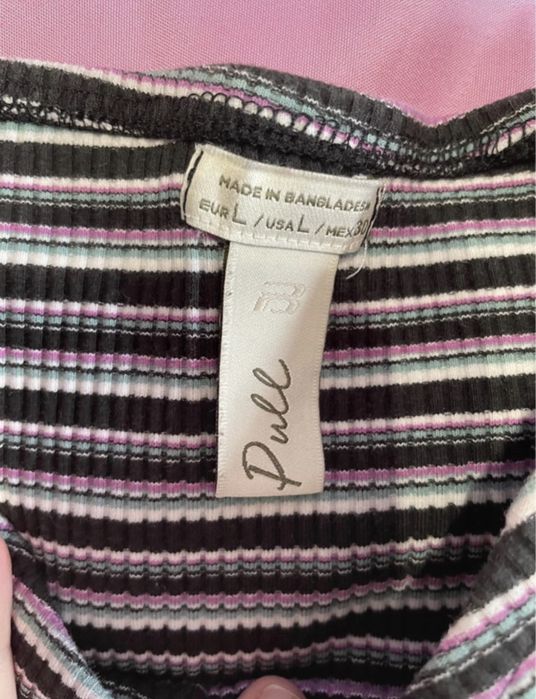 MADE IN BANGLADESH
EUR L / USA L / MEX 30
Pull